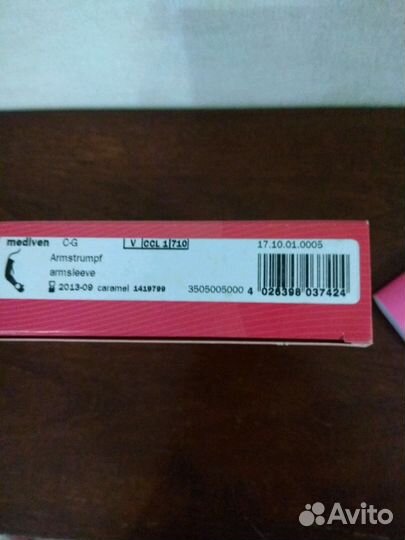 mediven C-G V CCL 1 710 17.10.01.0005
Armstrumpf
armsleeve
2013-09 caramel 1419799 3505005000 4 026398 037424
Avito